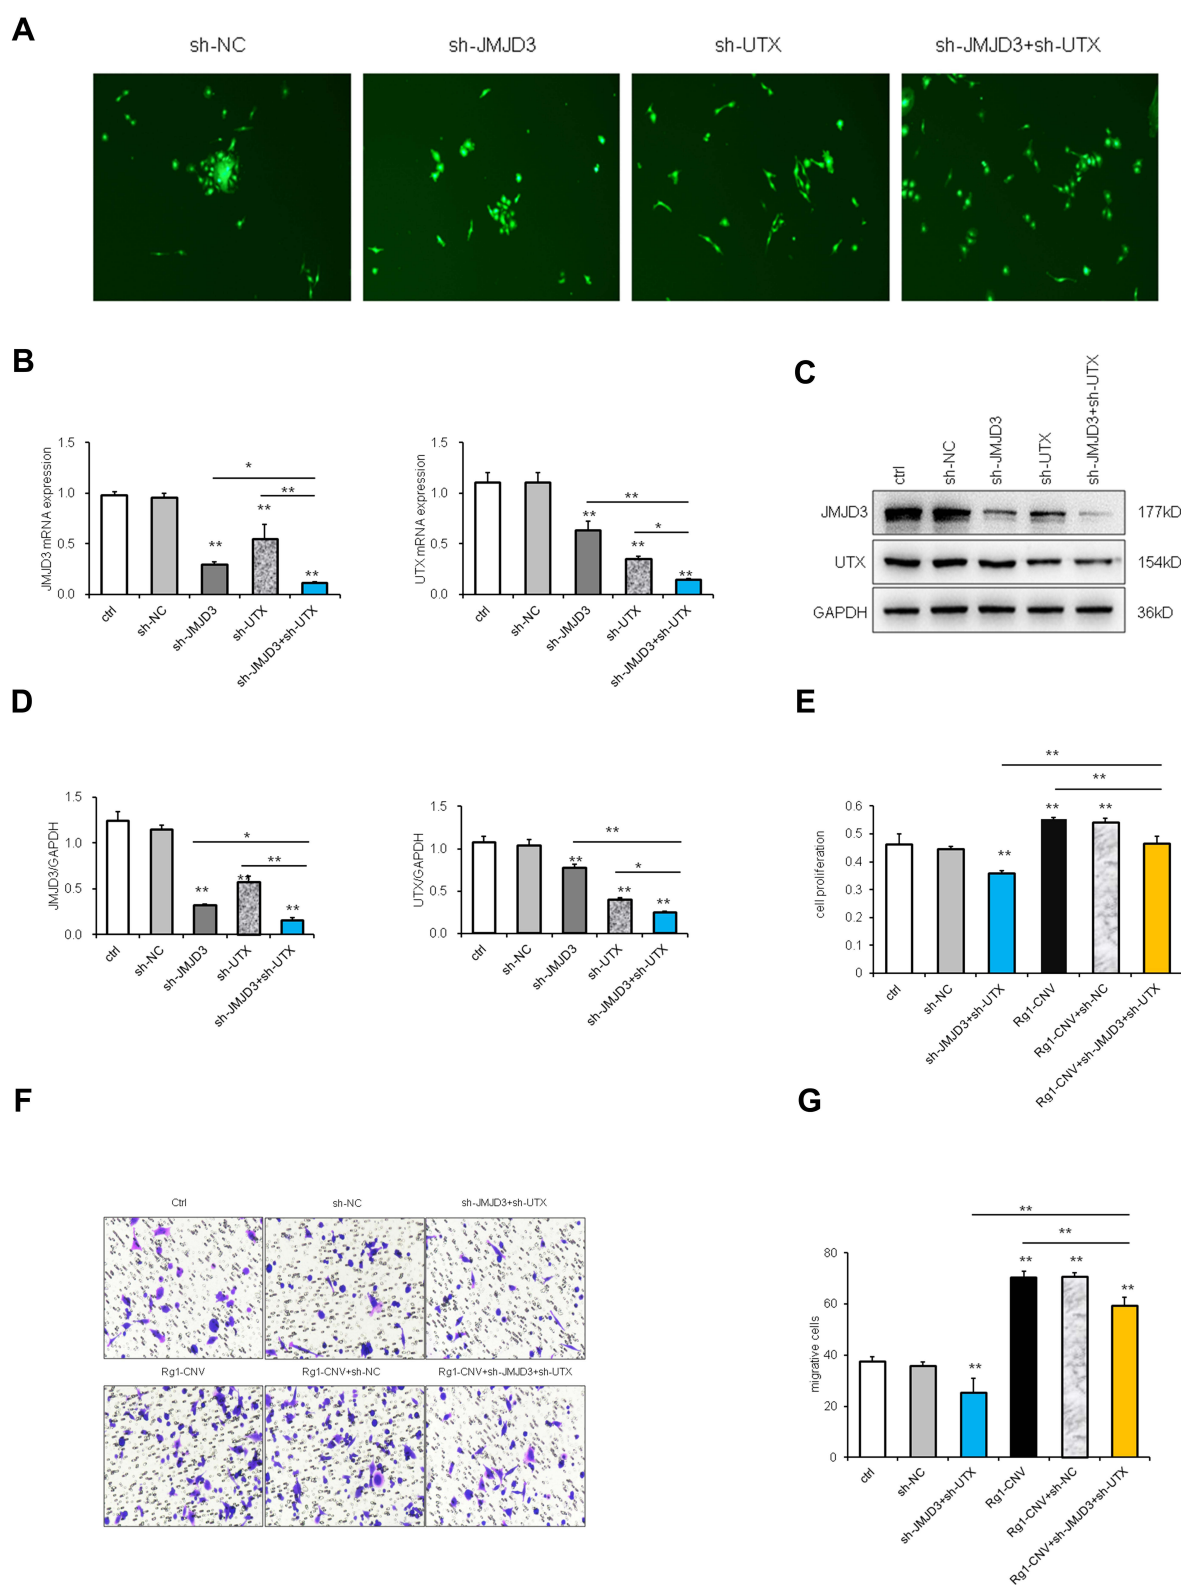 A
sh-NC
sh-JMJD3
sh-UTX
sh-JMJD3+sh-UTX
B
JMJD3 mRNA expression
1.5
1.0
0.5
0.0
*
**
**
**
**
ctrl
sh-NC
sh-JMJD3
sh-UTX
sh-JMJD3+sh-UTX
UTX mRNA expression
1.5
1.0
0.5
0.0
**
*
**
**
**
ctrl
sh-NC
sh-JMJD3
sh-UTX
sh-JMJD3+sh-UTX
C
ctrl
sh-NC
sh-JMJD3
sh-UTX
sh-JMJD3+sh-UTX
JMJD3 177kD
UTX 154kD
GAPDH 36kD
D
JMJD3/GAPDH
1.5
1.0
0.5
0.0
*
**
**
**
**
ctrl
sh-NC
sh-JMJD3
sh-UTX
sh-JMJD3+sh-UTX
UTX/GAPDH
1.5
1.0
0.5
0.0
**
*
**
**
**
ctrl
sh-NC
sh-JMJD3
sh-UTX
sh-JMJD3+sh-UTX
E
cell proliferation
0.6
0.5
0.4
0.3
0.2
0.1
0
**
**
**
**
**
ctrl
sh-NC
sh-JMJD3+sh-UTX
Rg1-CNV
Rg1-CNV+sh-NC
Rg1-CNV+sh-JMJD3+sh-UTX
F
Ctrl
sh-NC
sh-JMJD3+sh-UTX
Rg1-CNV
Rg1-CNV+sh-NC
Rg1-CNV+sh-JMJD3+sh-UTX
G
migrative cells
80
60
40
20
0
**
**
**
**
**
**
ctrl
sh-NC
sh-JMJD3+sh-UTX
Rg1-CNV
Rg1-CNV+sh-NC
Rg1-CNV+sh-JMJD3+sh-UTX